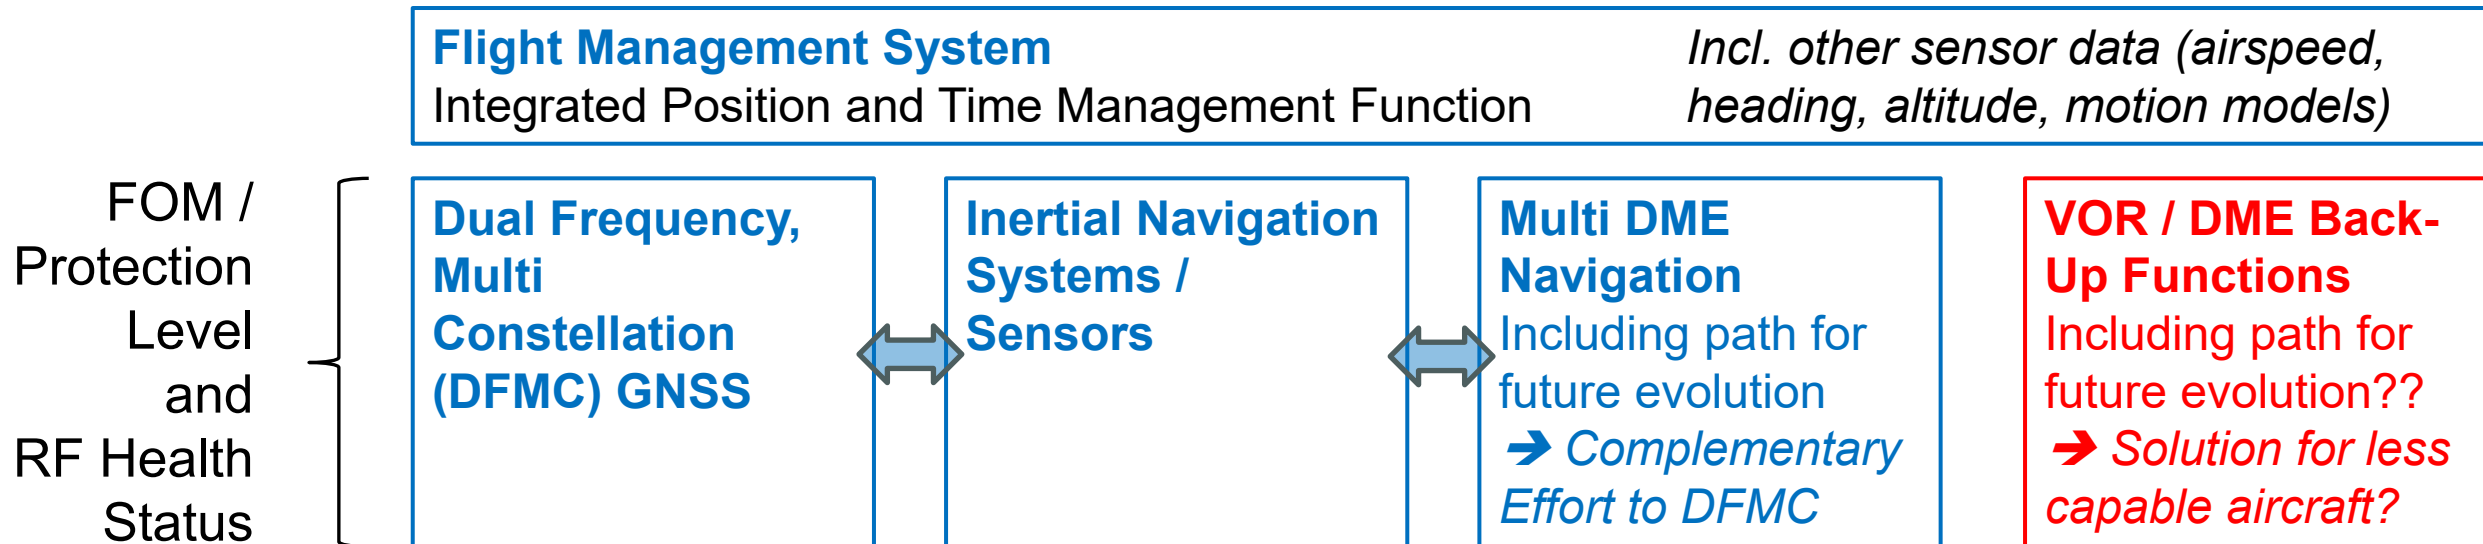 Flight Management System
Integrated Position and Time Management Function
Incl. other sensor data (airspeed,
heading, altitude, motion models)
FOM /
Protection
Level
and
RF Health
Status
Dual Frequency,
Multi
Constellation
(DFMC) GNSS
Inertial Navigation
Systems /
Sensors
Multi DME
Navigation
Including path for
future evolution
➔ Complementary
Effort to DFMC
VOR / DME Back-
Up Functions
Including path for
future evolution??
➔ Solution for less
capable aircraft?